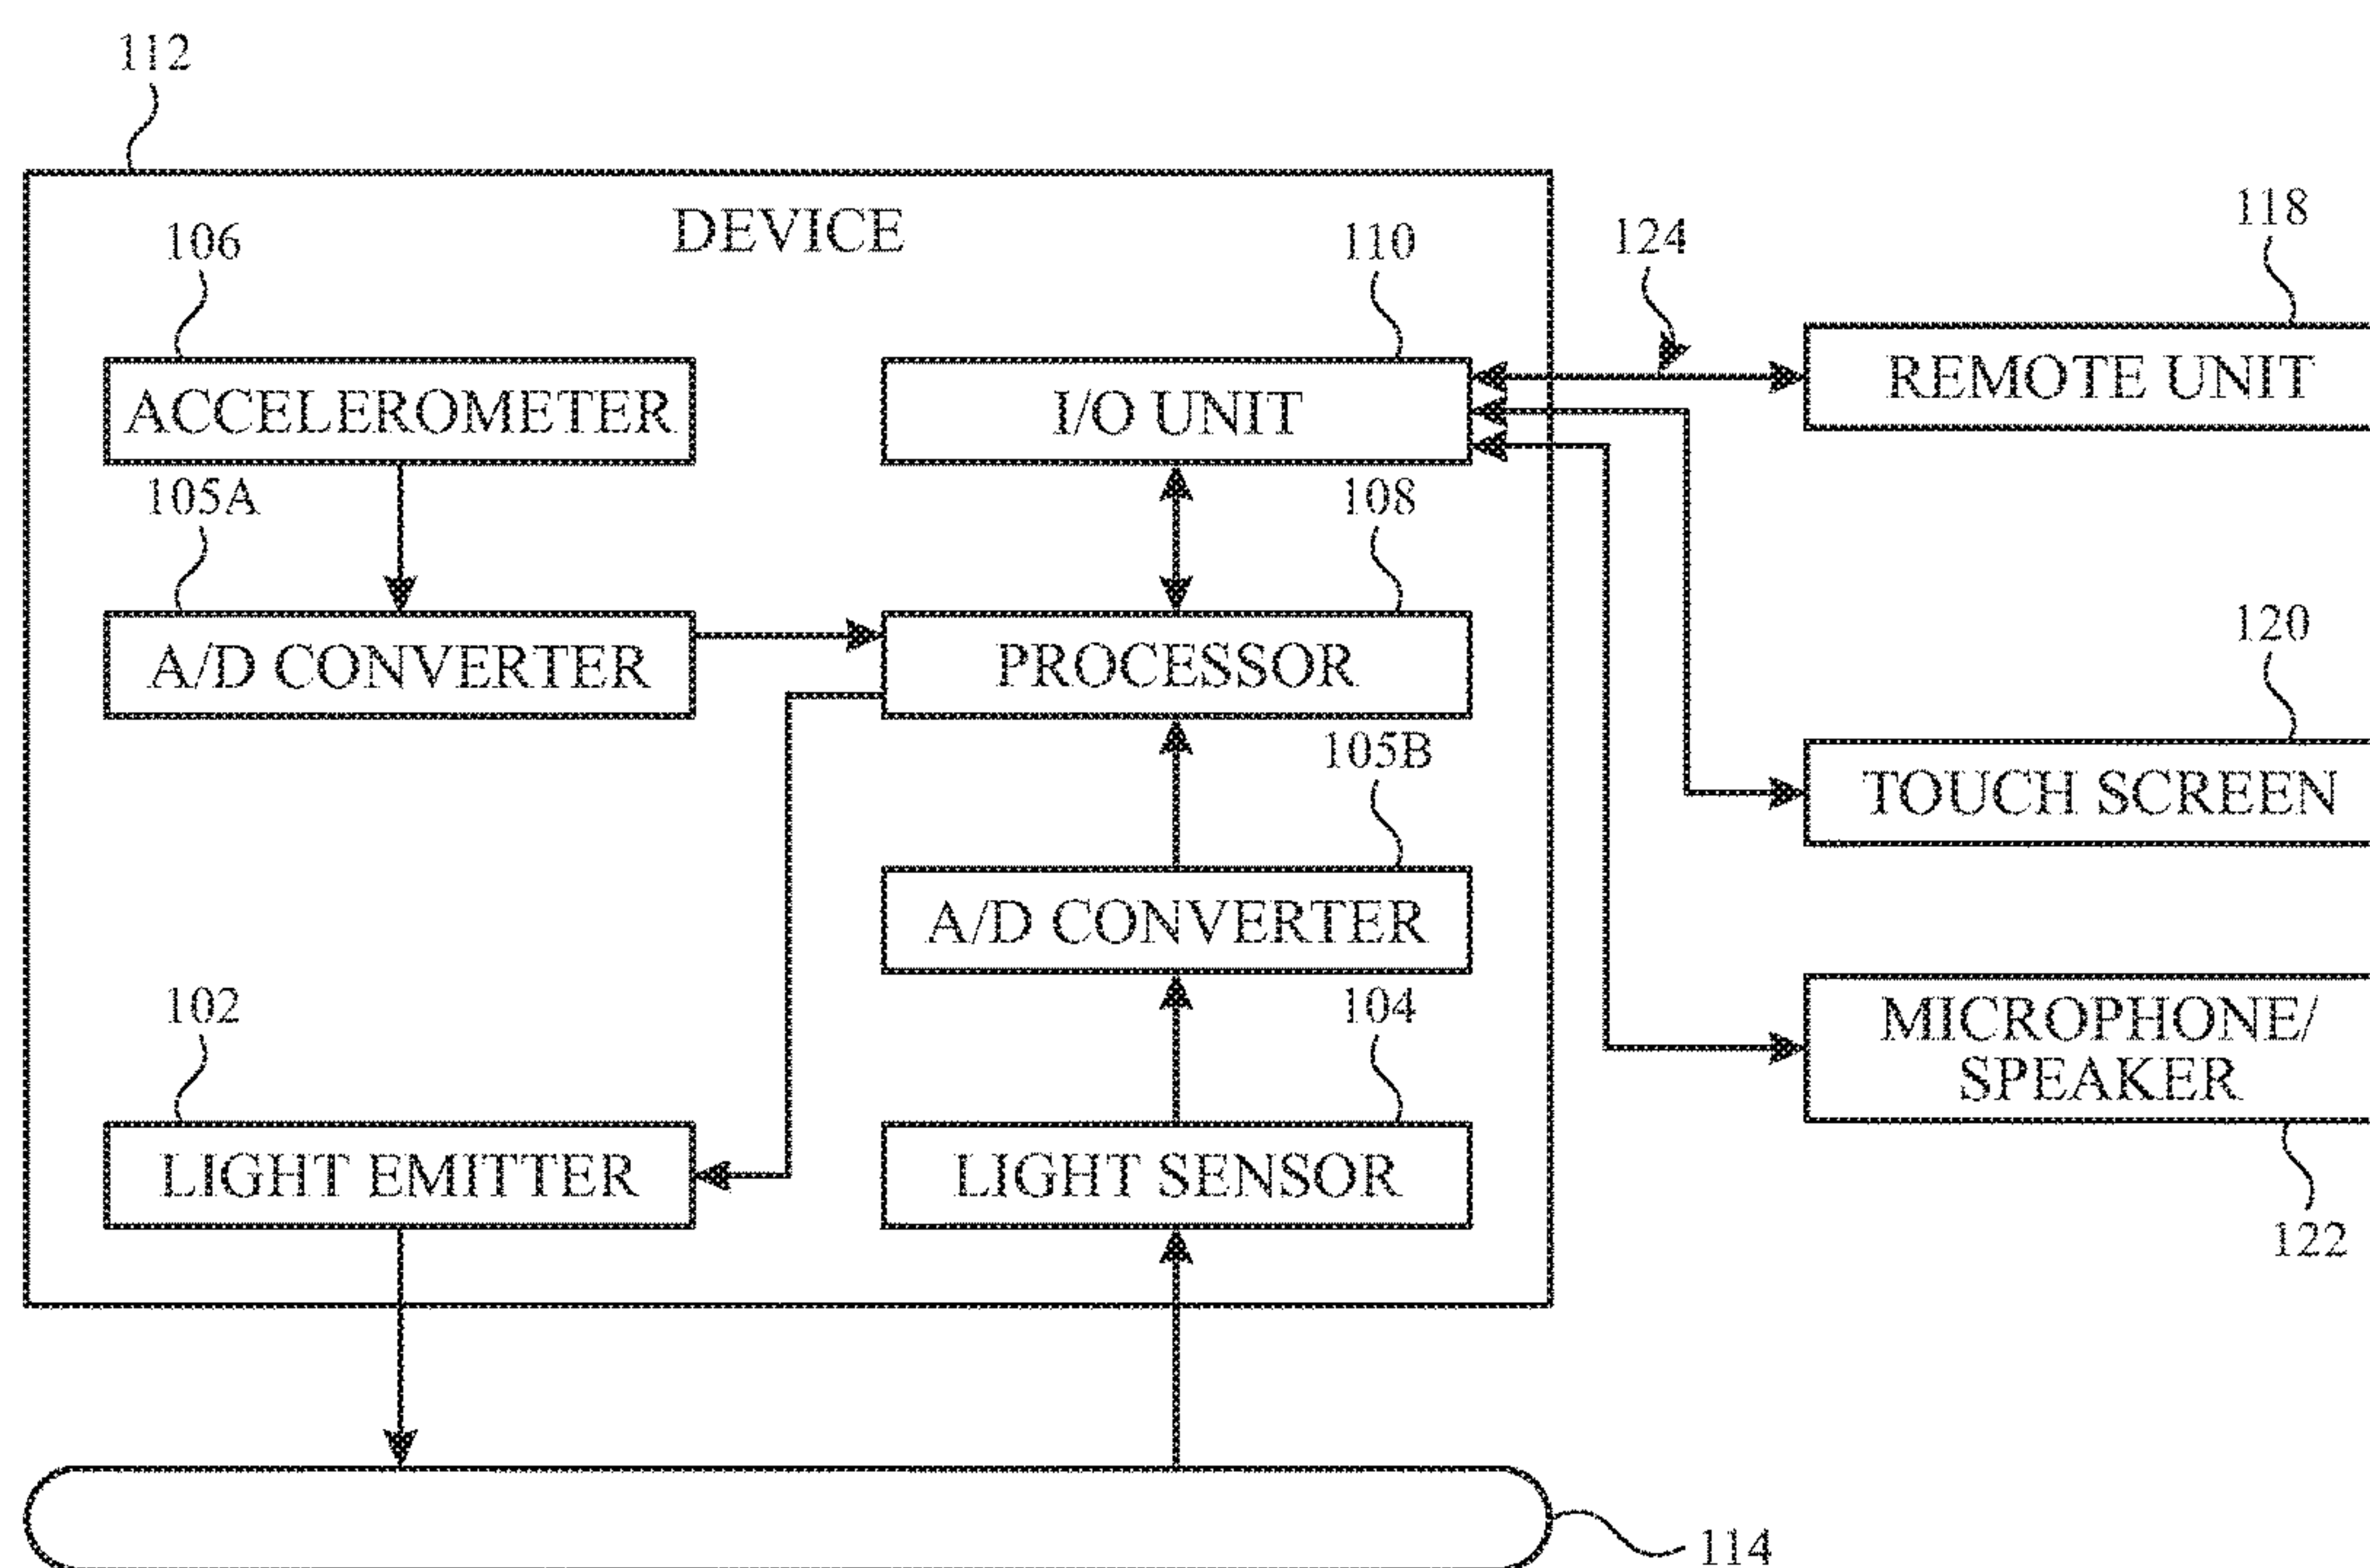 112
DEVICE
106
110
124
118
ACCELEROMETER
I/O UNIT
REMOTE UNIT
105A
108
A/D CONVERTER
PROCESSOR
120
105B
TOUCH SCREEN
A/D CONVERTER
102
104
MICROPHONE/
SPEAKER
LIGHT EMITTER
LIGHT SENSOR
122
114